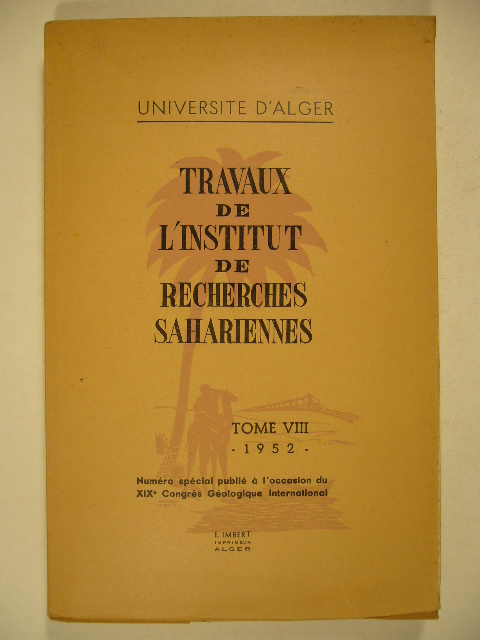 UNIVERSITE D'ALGER
TRAVAUX
DE
L'INSTITUT
DE
RECHERCHES
SAHARIENNES
TOME VIII
- 1952 -
Numéro spécial publié à l'occasion du
XIXe Congrès Géologique International
E. IMBERT
IMPRIMEUR
ALGER